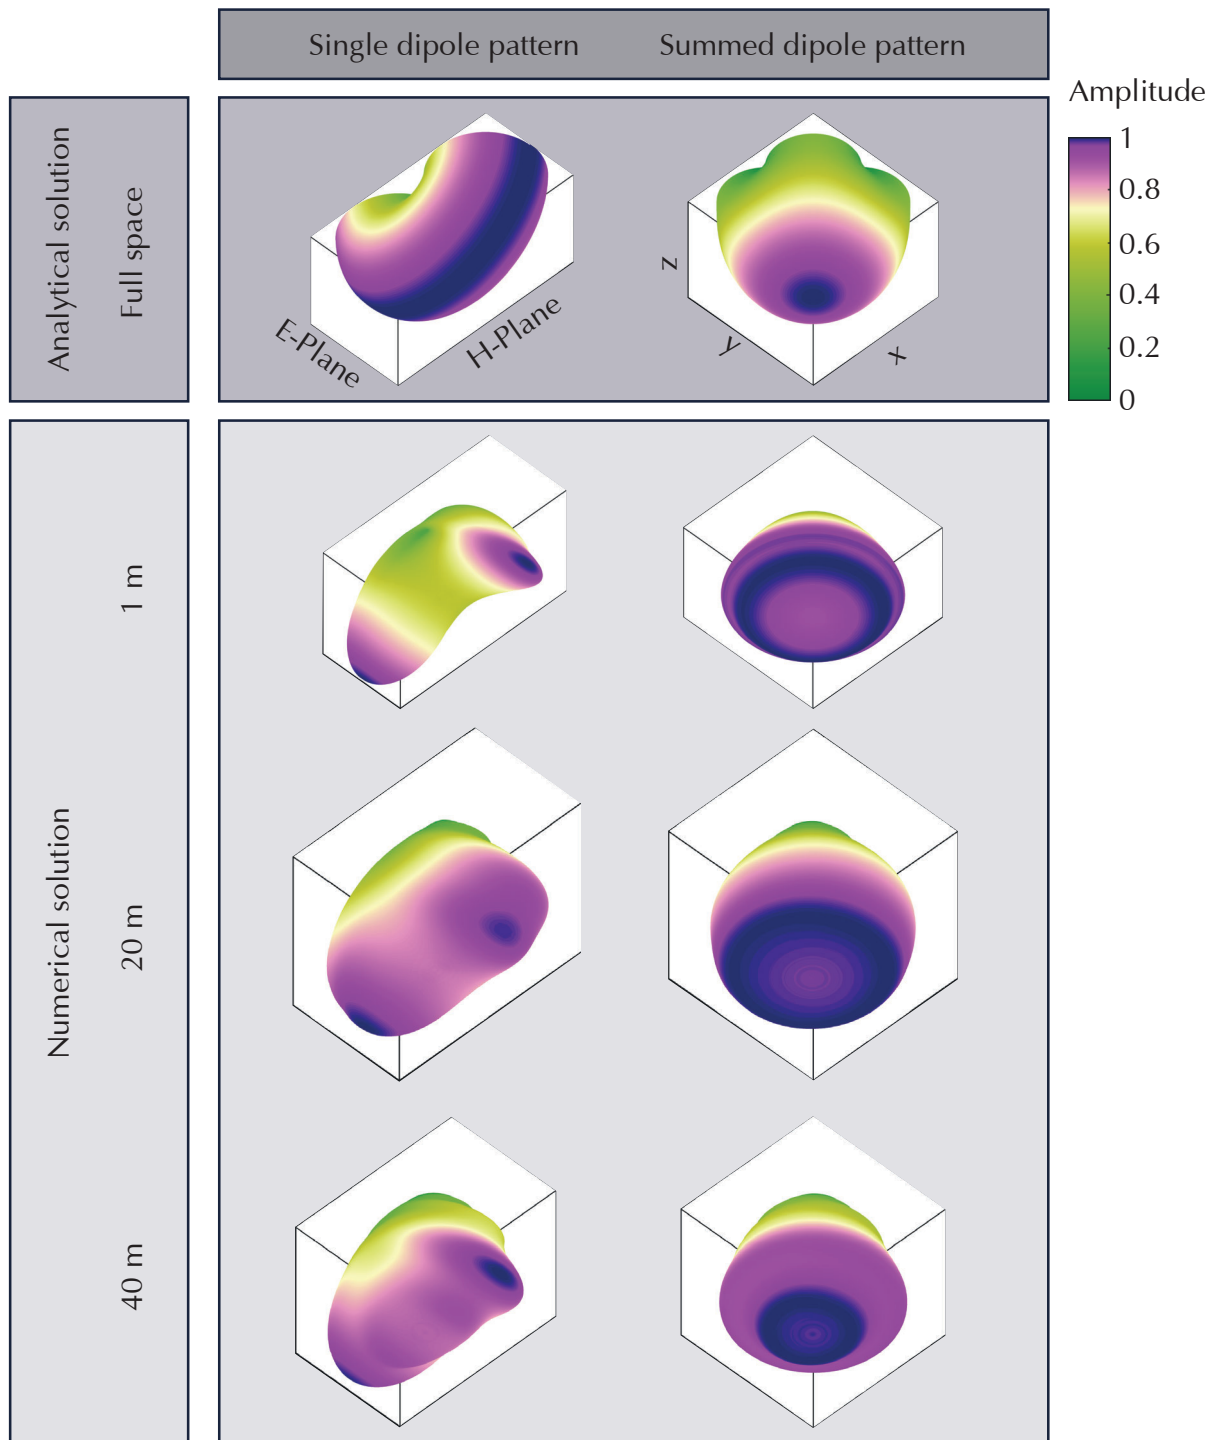 Single dipole pattern
Summed dipole pattern
Amplitude
1
0.8
0.6
0.4
0.2
0
Analytical solution
Full space
E-Plane
H-Plane
z
y
x
Numerical solution
1 m
20 m
40 m